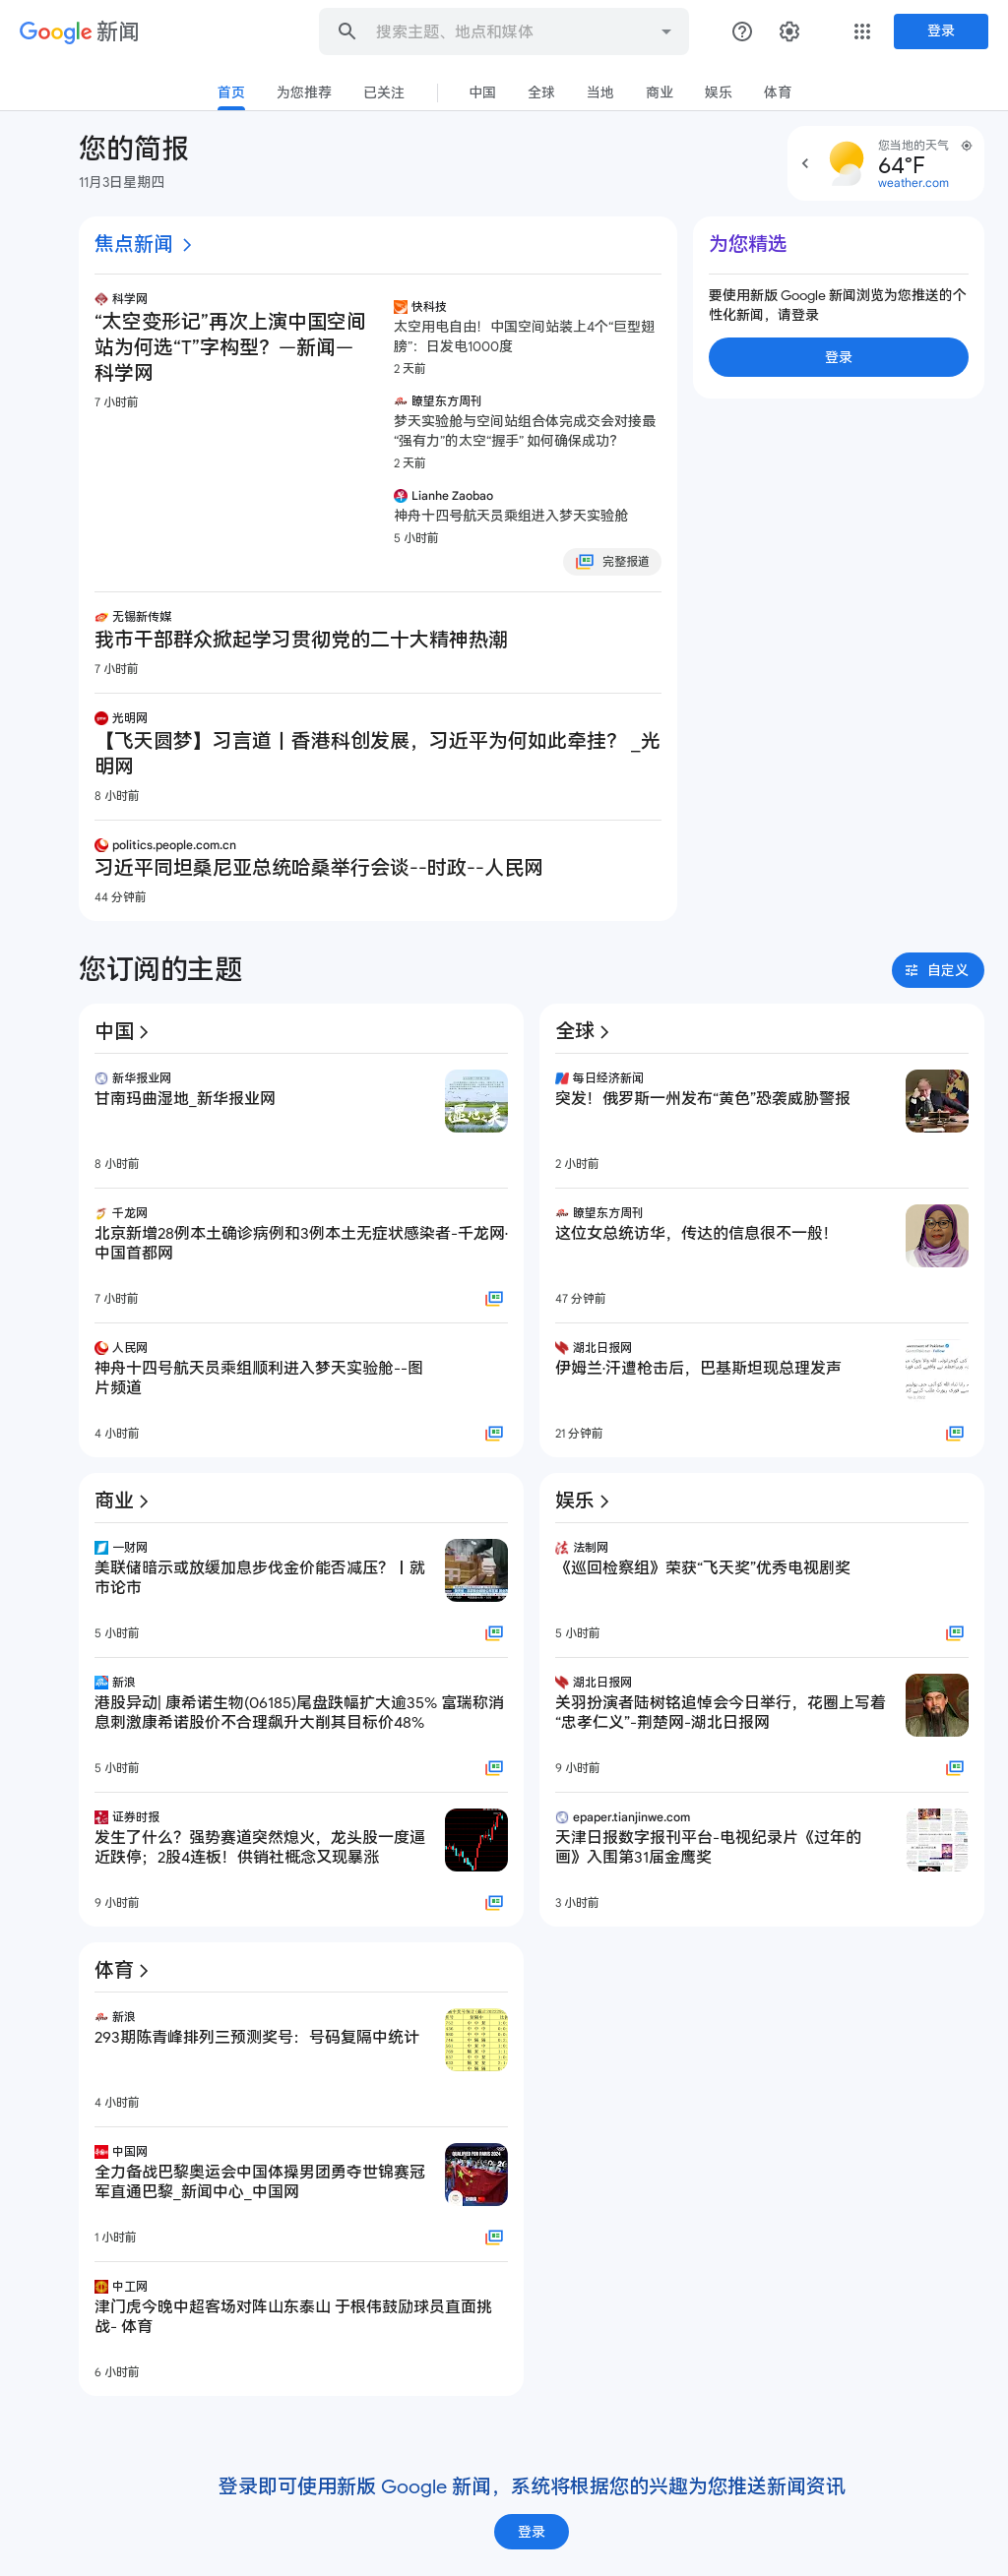 Google 新闻
搜索主题、地点和媒体
登录
首页 为您推荐 已关注 中国 全球 当地 商业 娱乐 体育
您的简报
11月3日星期四
您当地的天气
64°F
weather.com
焦点新闻
科学网
“太空变形记”再次上演中国空间
站为何选“T”字构型？—新闻—
科学网
7 小时前
快科技
太空用电自由！中国空间站装上4个“巨型翅
膀”：日发电1000度
2 天前
瞭望东方周刊
梦天实验舱与空间站组合体完成交会对接最
“强有力”的太空“握手” 如何确保成功？
2 天前
Lianhe Zaobao
神舟十四号航天员乘组进入梦天实验舱
5 小时前
完整报道
无锡新传媒
我市干部群众掀起学习贯彻党的二十大精神热潮
7 小时前
光明网
【飞天圆梦】习言道丨香港科创发展，习近平为何如此牵挂？ _光
明网
8 小时前
politics.people.com.cn
习近平同坦桑尼亚总统哈桑举行会谈--时政--人民网
44 分钟前
为您精选
要使用新版 Google 新闻浏览为您推送的个
性化新闻，请登录
登录
您订阅的主题
自定义
中国
新华报业网
甘南玛曲湿地_新华报业网
8 小时前
千龙网
北京新增28例本土确诊病例和3例本土无症状感染者-千龙网·
中国首都网
7 小时前
人民网
神舟十四号航天员乘组顺利进入梦天实验舱--图
片频道
4 小时前
全球
每日经济新闻
突发！俄罗斯一州发布“黄色”恐袭威胁警报
2 小时前
瞭望东方周刊
这位女总统访华，传达的信息很不一般！
47 分钟前
湖北日报网
伊姆兰·汗遭枪击后，巴基斯坦现总理发声
21 分钟前
商业
一财网
美联储暗示或放缓加息步伐金价能否减压？丨就
市论市
5 小时前
新浪
港股异动| 康希诺生物(06185)尾盘跌幅扩大逾35% 富瑞称消
息刺激康希诺股价不合理飙升大削其目标价48%
5 小时前
证券时报
发生了什么？强势赛道突然熄火，龙头股一度逼
近跌停；2股4连板！供销社概念又现暴涨
9 小时前
娱乐
法制网
《巡回检察组》荣获“飞天奖”优秀电视剧奖
5 小时前
湖北日报网
关羽扮演者陆树铭追悼会今日举行，花圈上写着
“忠孝仁义”-荆楚网-湖北日报网
9 小时前
epaper.tianjinwe.com
天津日报数字报刊平台-电视纪录片《过年的
画》入围第31届金鹰奖
3 小时前
体育
新浪
293期陈青峰排列三预测奖号：号码复隔中统计
4 小时前
中国网
全力备战巴黎奥运会中国体操男团勇夺世锦赛冠
军直通巴黎_新闻中心_中国网
1 小时前
中工网
津门虎今晚中超客场对阵山东泰山 于根伟鼓励球员直面挑
战- 体育
6 小时前
登录即可使用新版 Google 新闻，系统将根据您的兴趣为您推送新闻资讯
登录